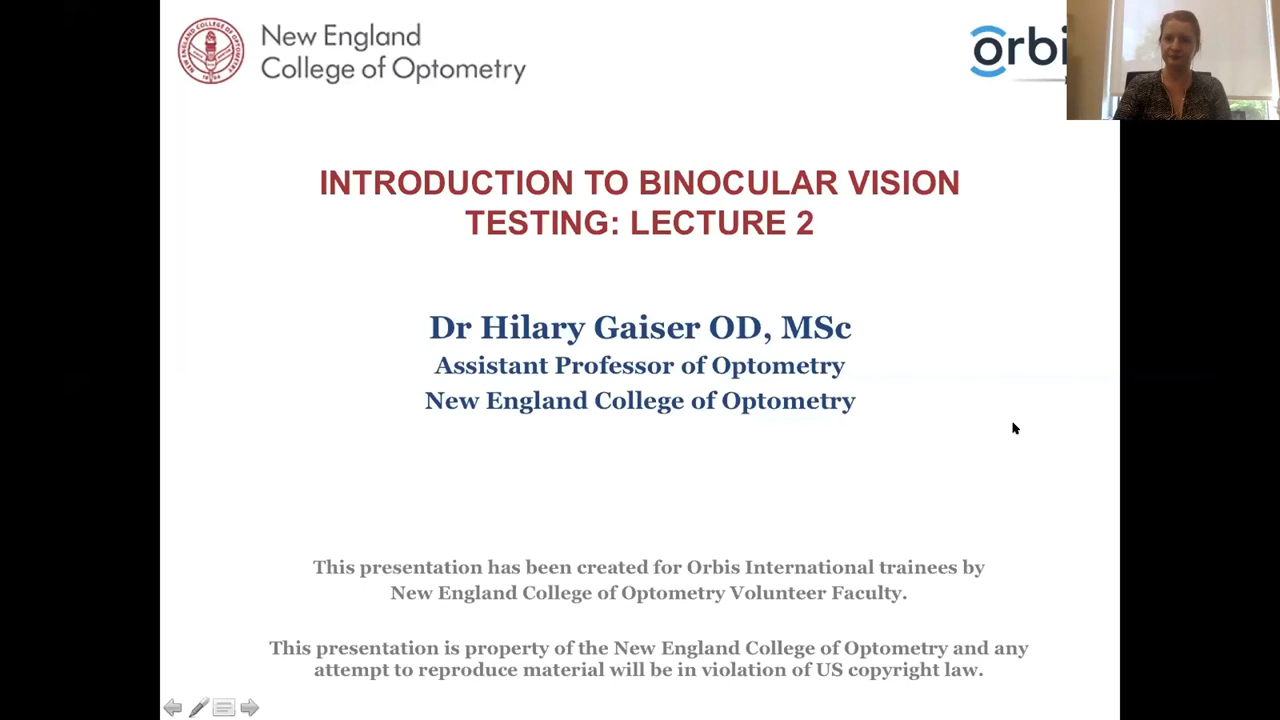 New England
College of Optometry
INTRODUCTION TO BINOCULAR VISION
TESTING: LECTURE 2
Dr Hilary Gaiser OD, MSc
Assistant Professor of Optometry
New England College of Optometry
This presentation has been created for Orbis International trainees by
New England College of Optometry Volunteer Faculty.
This presentation is property of the New England College of Optometry and any
attempt to reproduce material will be in violation of US copyright law.